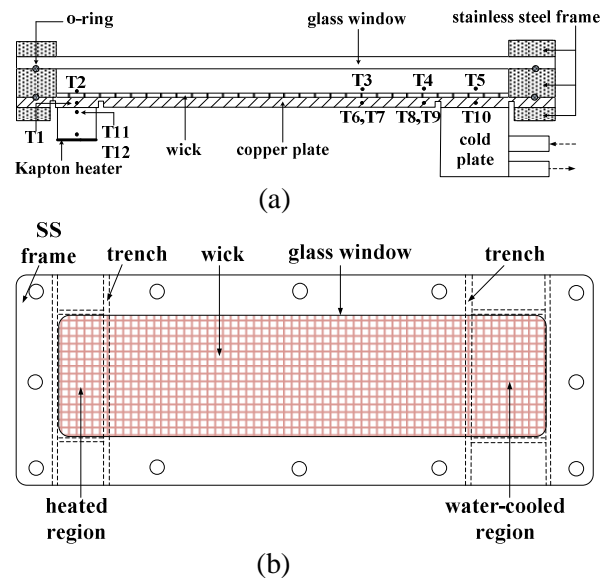 o-ring
glass window
stainless steel frame
T2
T3
T4
T5
T1
T11
T12
T6,T7
T8,T9
T10
Kapton heater
wick
copper plate
cold
plate
(a)
SS
frame
trench
wick
glass window
trench
heated
region
water-cooled
region
(b)